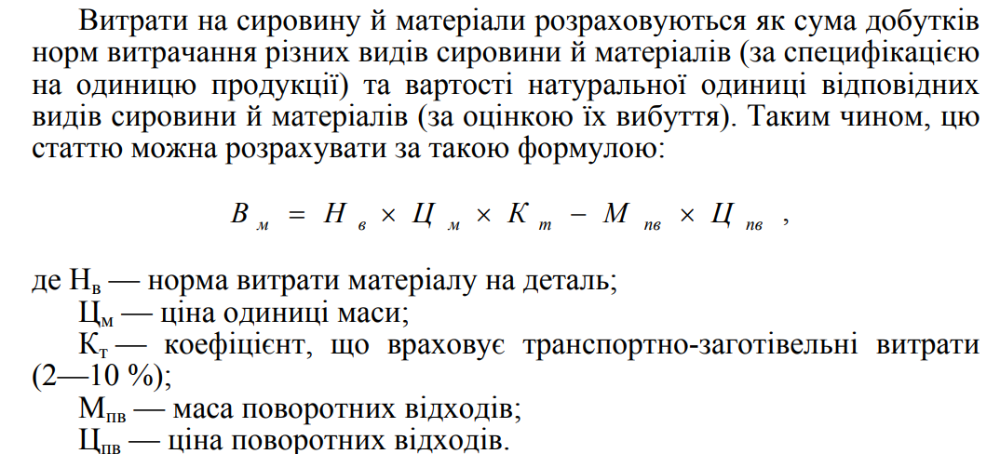 Витрати на сировину й матеріали розраховуються як сума добутків
норм витрачання різних видів сировини й матеріалів (за специфікацією
на одиницю продукції) та вартості натуральної одиниці відповідних
видів сировини й матеріалів (за оцінкою їх вибуття). Таким чином, цю
статтю можна розрахувати за такою формулою:
В м = Н в × Ц м × К т − М пв × Ц пв ,
де Нв — норма витрати матеріалу на деталь;
Цм — ціна одиниці маси;
Кт — коефіцієнт, що враховує транспортно-заготівельні витрати
(2—10 %);
Мпв — маса поворотних відходів;
Цпв — ціна поворотних відходів.